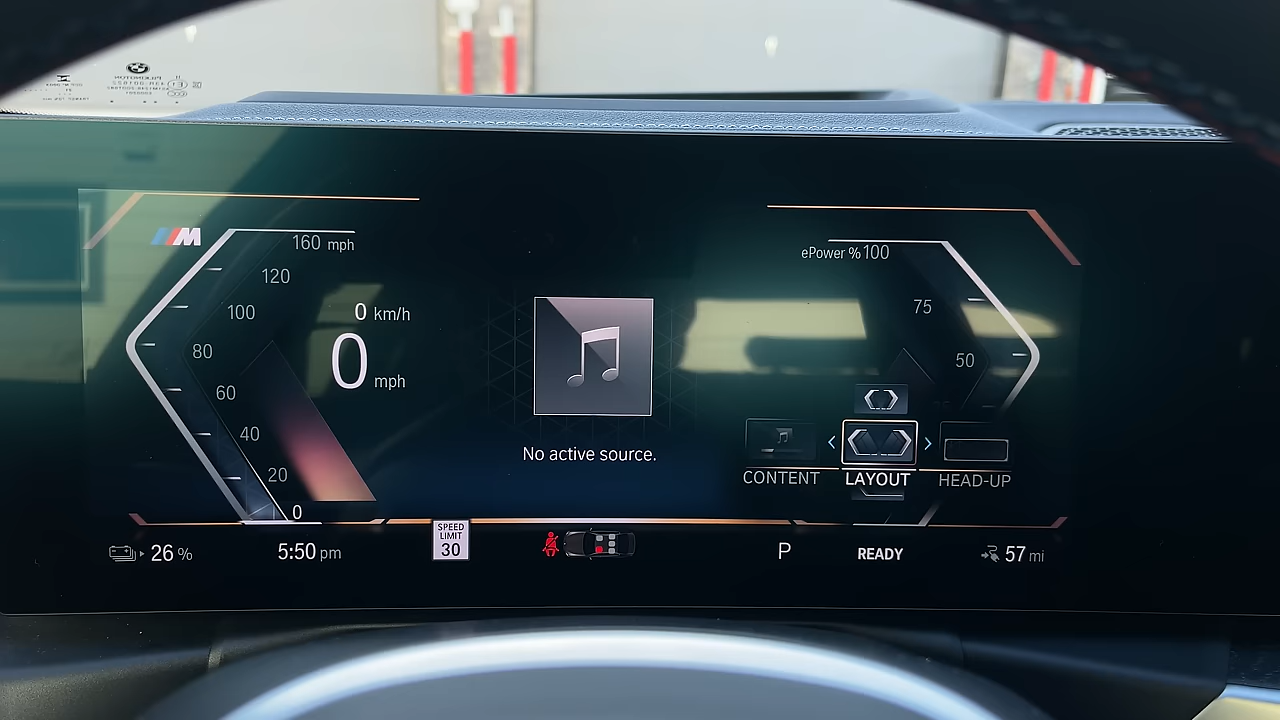 M
160 mph
120
100
80
60
40
20
0
0 km/h
0 mph
No active source.
ePower % 100
75
50
CONTENT
LAYOUT
HEAD-UP
26 %
5:50 pm
SPEED
LIMIT
30
P
READY
57 mi